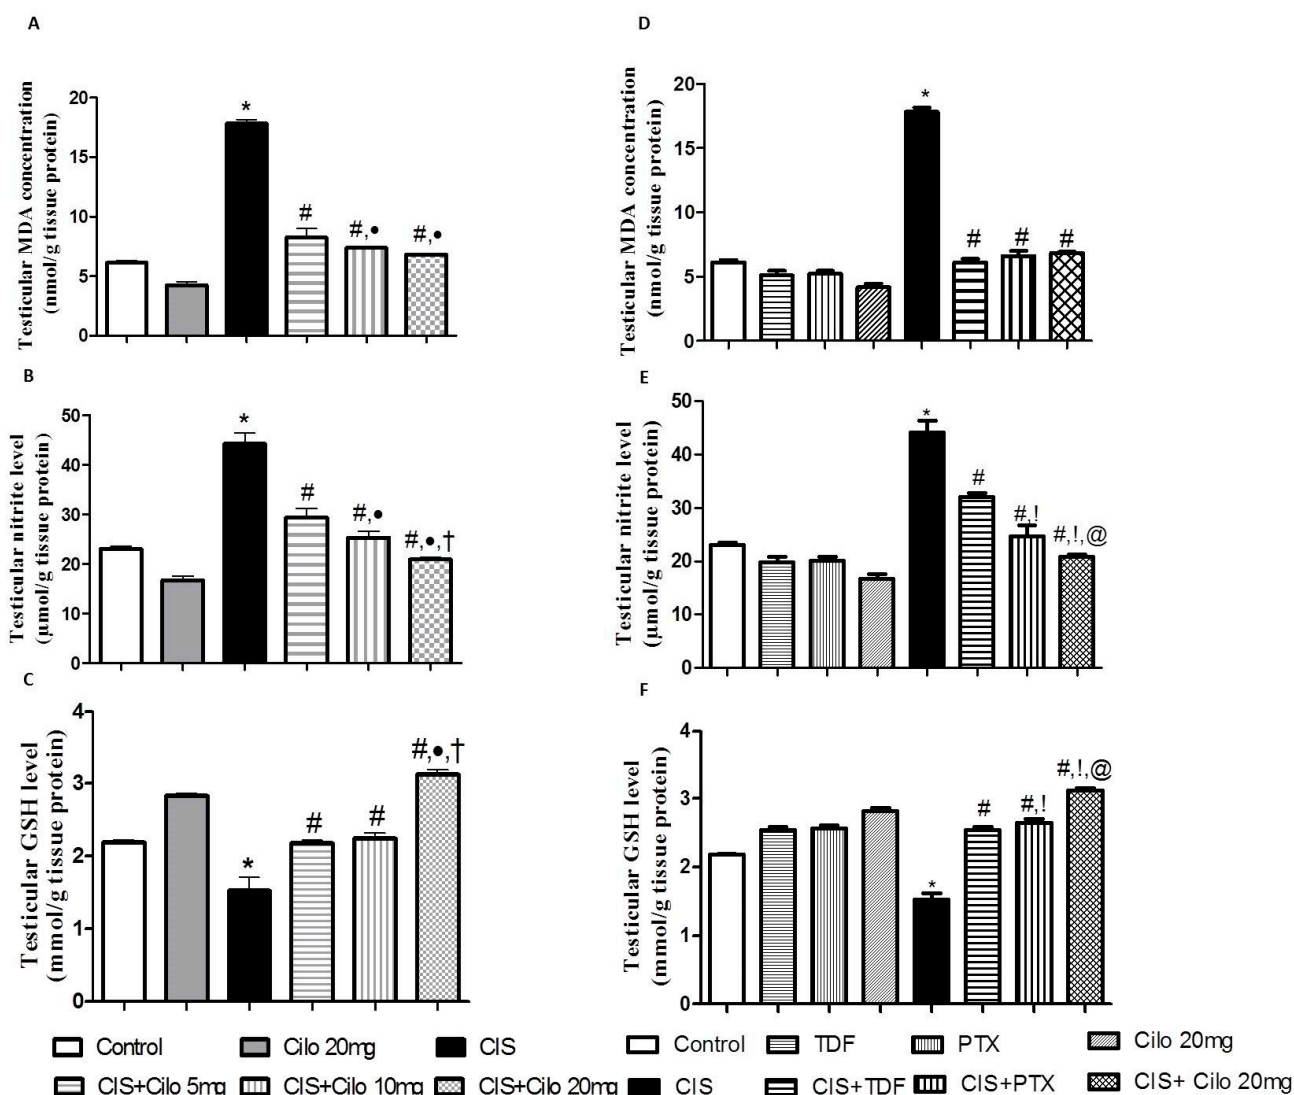 A
Testicular MDA concentration
(nmol/g tissue protein)
20
15
10
5
0
*
#
#,•
#,•
B
Testicular nitrite level
(µmol/g tissue protein)
50
40
30
20
10
0
*
#
#,•
#,•,†
C
Testicular GSH level
(mmol/g tissue protein)
4
3
2
1
0
*
#
#
#,•,†
Control
Cilo 20mg
CIS
CIS+Cilo 5mg
CIS+Cilo 10mg
CIS+Cilo 20mg
D
Testicular MDA concentration
(nmol/g tissue protein)
20
15
10
5
0
*
#
#
#
E
Testicular nitrite level
(µmol/g tissue protein)
50
40
30
20
10
0
*
#
#,!
#,!,@
F
Testicular GSH level
(mmol/g tissue protein)
4
3
2
1
0
*
#
#,!
#,!,@
Control
TDF
PTX
Cilo 20mg
CIS
CIS+TDF
CIS+PTX
CIS+ Cilo 20mg